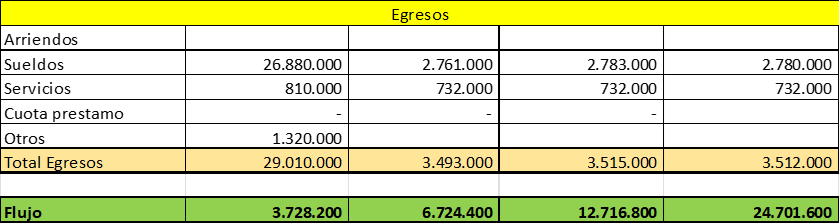 Egresos
Arriendos
Sueldos 26.880.000 2.761.000 2.783.000 2.780.000
Servicios 810.000 732.000 732.000 732.000
Cuota prestamo - - -
Otros 1.320.000
Total Egresos 29.010.000 3.493.000 3.515.000 3.512.000
Flujo 3.728.200 6.724.400 12.716.800 24.701.600